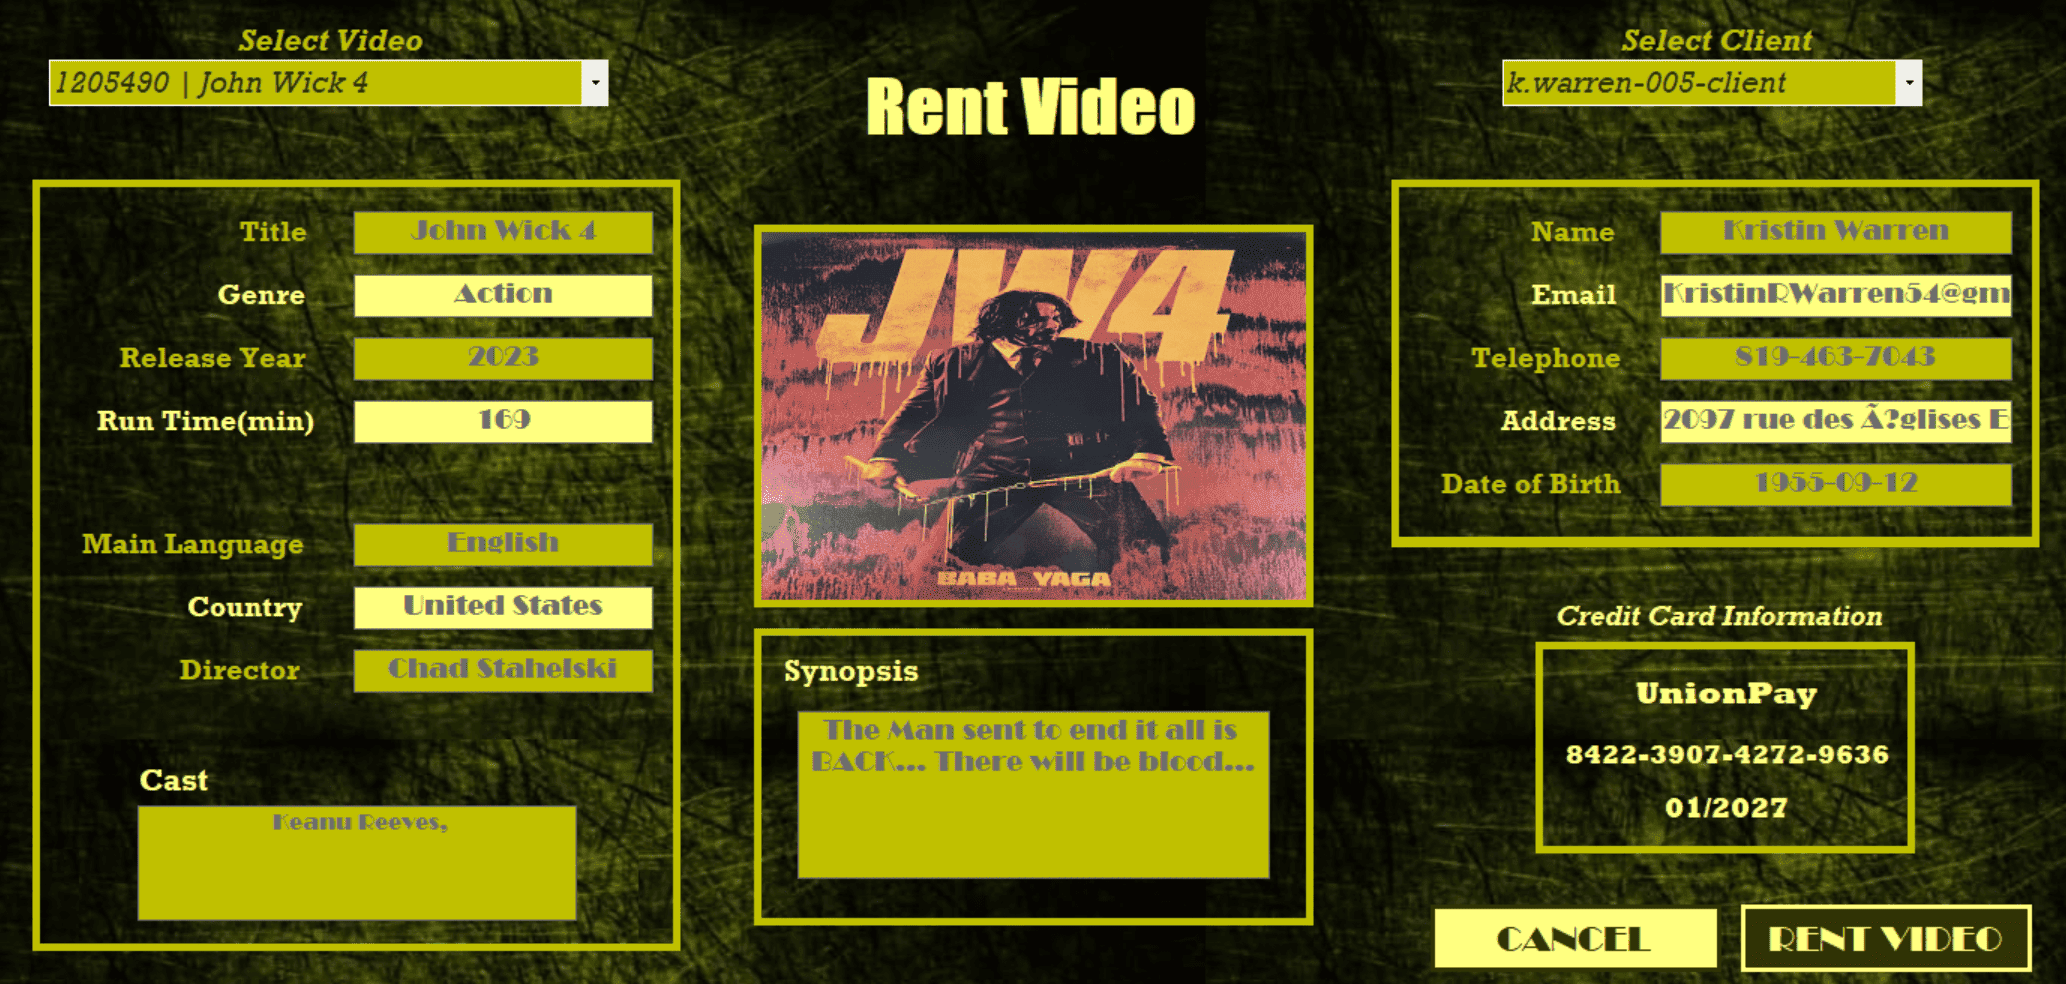 Select Video
1205490 | John Wick 4
Rent Video
Select Client
k.warren-005-client
Title John Wick 4
Genre Action
Release Year 2023
Run Time(min) 169
Main Language English
Country United States
Director Chad Stahelski
Cast
Keanu Reeves,
JW4
BABA YAGA
Synopsis
The Man sent to end it all is
BACK... There will be blood...
Name Kristin Warren
Email KristinRWarren54@gm
Telephone 819-463-7043
Address 2097 rue des Ã?glises E
Date of Birth 1955-09-12
Credit Card Information
UnionPay
8422-3907-4272-9636
01/2027
CANCEL
RENT VIDEO